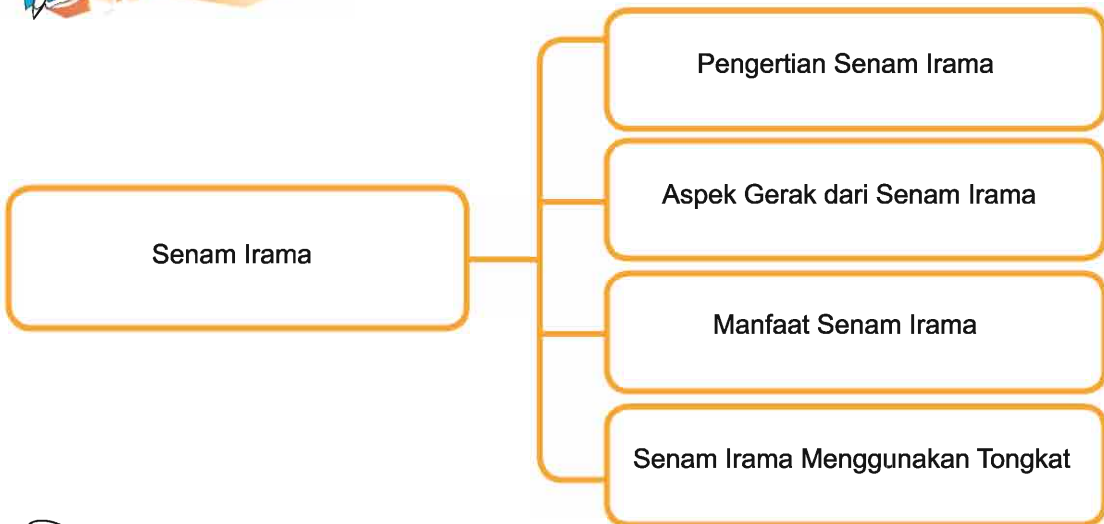 Pengertian Senam Irama
Aspek Gerak dari Senam Irama
Senam Irama
Manfaat Senam Irama
Senam Irama Menggunakan Tongkat